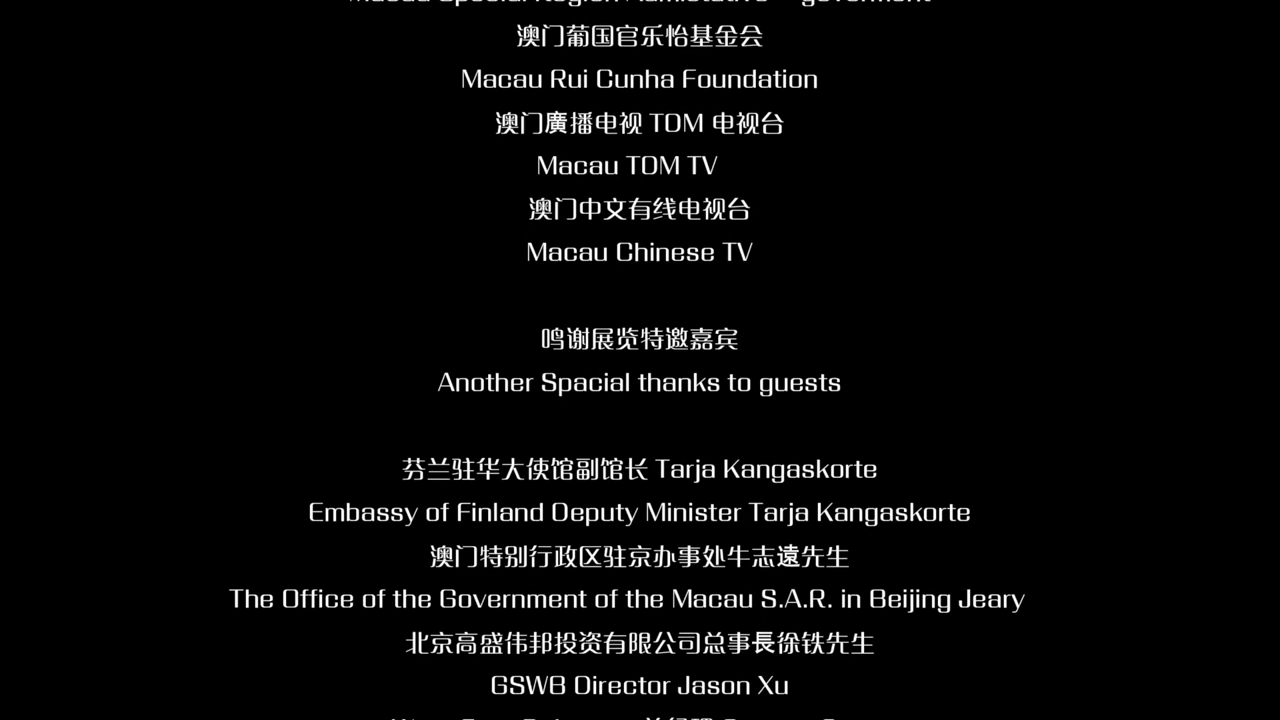 澳门葡国官乐怡基金会
Macau Rui Cunha Foundation
澳门廣播电视 TDM 电视台
Macau TDM TV
澳门中文有线电视台
Macau Chinese TV
鸣谢展览特邀嘉宾
Another Spacial thanks to guests
芬兰驻华大使馆副馆长 Tarja Kangaskorte
Embassy of Finland Deputy Minister Tarja Kangaskorte
澳门特别行政区驻京办事处牛志遠先生
The Office of the Government of the Macau S.A.R. in Beijing Jeary
北京高盛伟邦投资有限公司总事長徐铁先生
GSWB Director Jason Xu